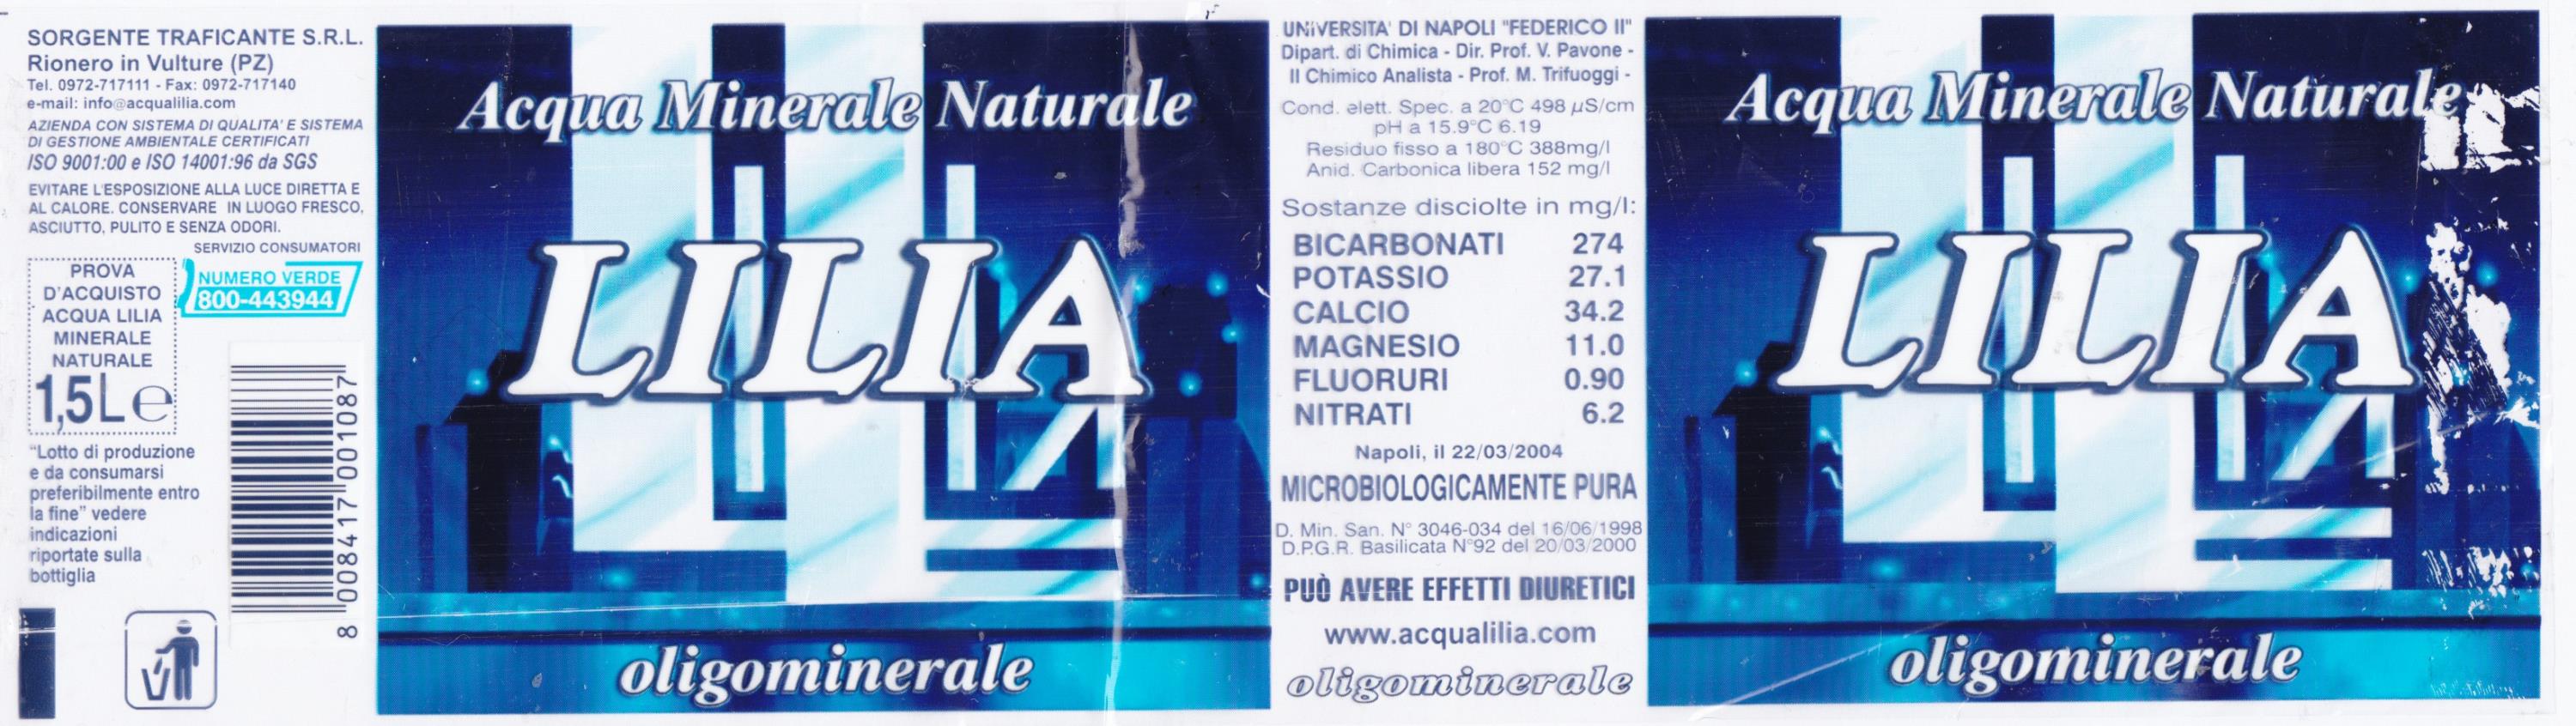 SORGENTE TRAFICANTE S.R.L.
Rionero in Vulture (PZ)
Tel. 0972-717111 - Fax: 0972-717140
e-mail: info@acqualilia.com
AZIENDA CON SISTEMA DI QUALITA' E SISTEMA
DI GESTIONE AMBIENTALE CERTIFICATI
ISO 9001:00 e ISO 14001:96 da SGS
EVITARE L'ESPOSIZIONE ALLA LUCE DIRETTA E
AL CALORE. CONSERVARE IN LUOGO FRESCO,
ASCIUTTO, PULITO E SENZA ODORI.
SERVIZIO CONSUMATORI
NUMERO VERDE
800-443944
PROVA
D'ACQUISTO
ACQUA LILIA
MINERALE
NATURALE
1,5L e
"Lotto di produzione
e da consumarsi
preferibilmente entro
la fine" vedere
indicazioni
riportate sulla
bottiglia
8 008417 001087
Acqua Minerale Naturale
LILIA
oligominerale
UNIVERSITA' DI NAPOLI "FEDERICO II"
Dipart. di Chimica - Dir. Prof. V. Pavone -
Il Chimico Analista - Prof. M. Trifuoggi -
Cond. elett. Spec. a 20°C 498 µS/cm
pH a 15.9°C 6.19
Residuo fisso a 180°C 388mg/l
Anid. Carbonica libera 152 mg/l
Sostanze disciolte in mg/l:
BICARBONATI 274
POTASSIO 27.1
CALCIO 34.2
MAGNESIO 11.0
FLUORURI 0.90
NITRATI 6.2
Napoli, il 22/03/2004
MICROBIOLOGICAMENTE PURA
D. Min. San. N° 3046-034 del 16/06/1998
D.P.G.R. Basilicata N°92 del 20/03/2000
PUÒ AVERE EFFETTI DIURETICI
www.acqualilia.com
oligominerale
Acqua Minerale Naturale
LILIA
oligominerale